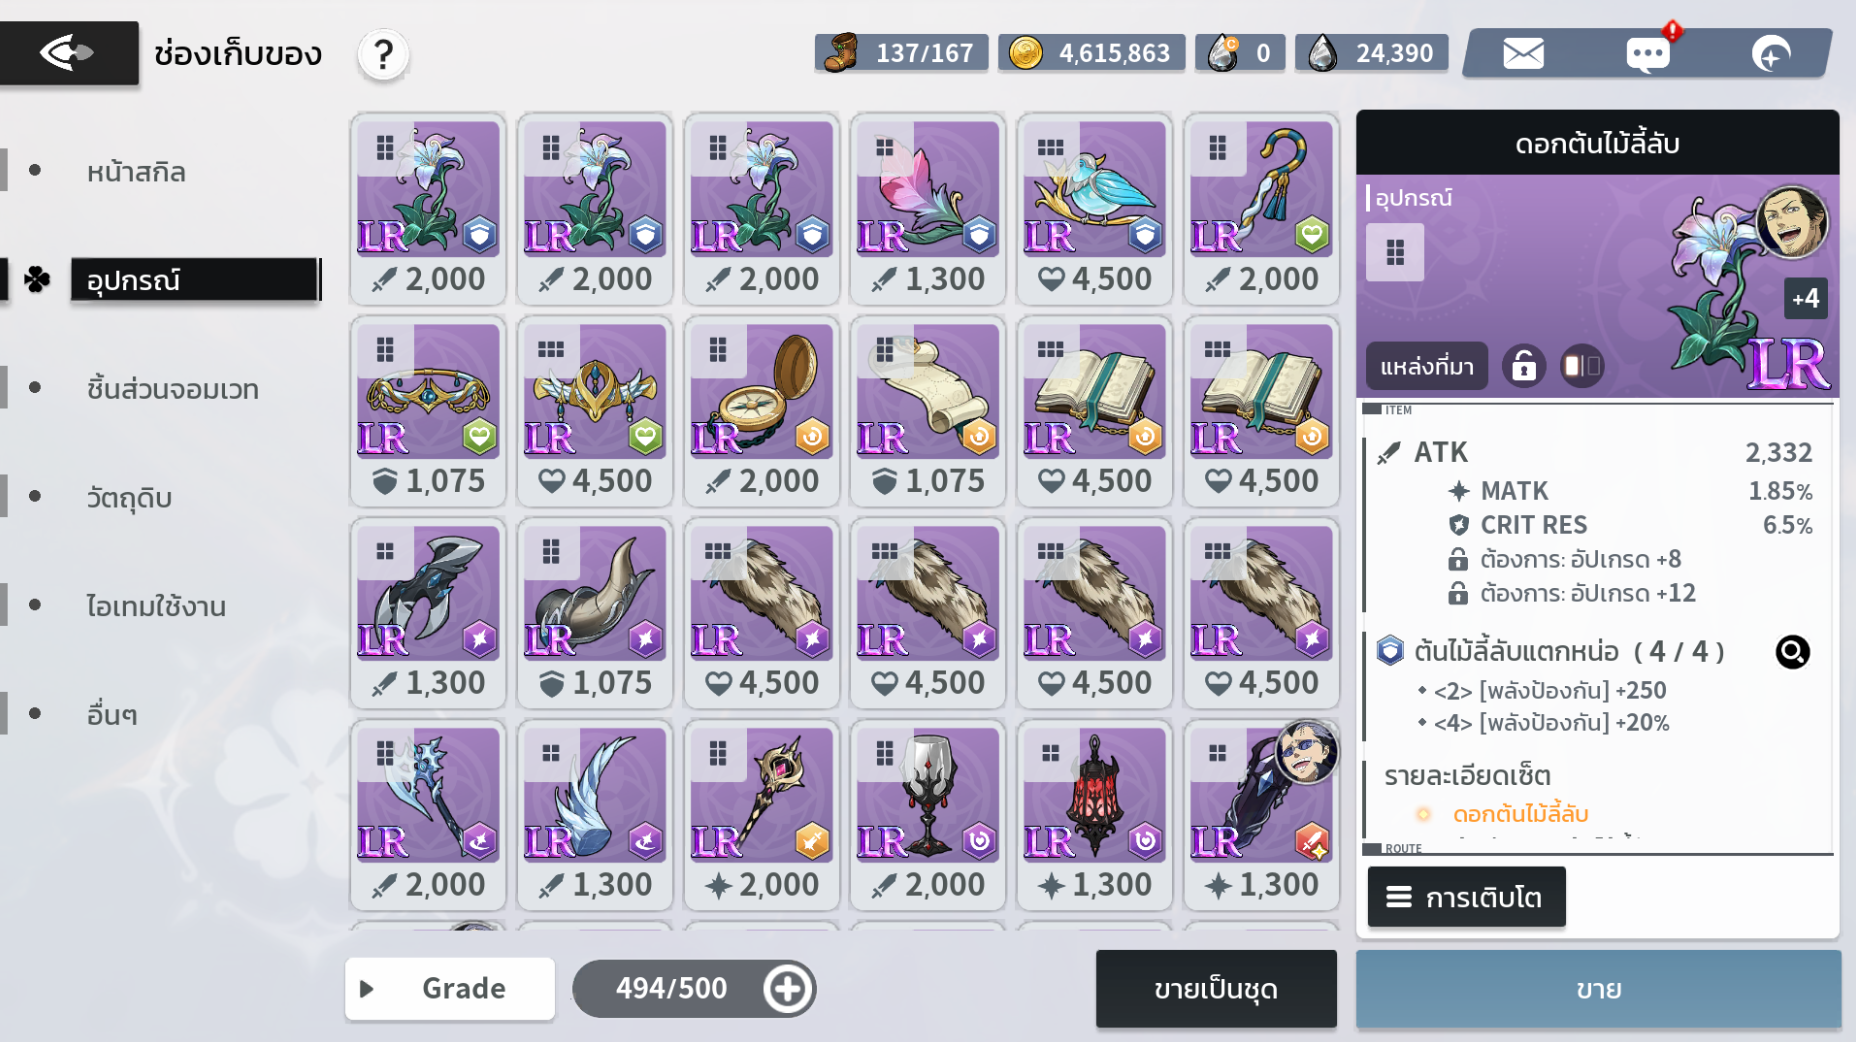 ช่องเก็บของ
?
137/167
4,615,863
0
24,390
หน้าสกิล
อุปกรณ์
ชิ้นส่วนจอมเวท
วัตถุดิบ
ไอเทมใช้งาน
อื่นๆ
LR LR LR LR LR LR
2,000 2,000 2,000 1,300 4,500 2,000
LR LR LR LR LR LR
1,075 4,500 2,000 1,075 4,500 4,500
LR LR LR LR LR LR
1,300 1,075 4,500 4,500 4,500 4,500
LR LR LR LR LR LR
2,000 1,300 2,000 2,000 1,300 1,300
Grade
494/500
ขายเป็นชุด
ขาย
ดอกต้นไม้ลี้ลับ
อุปกรณ์
+4
แหล่งที่มา
LR
ITEM
ATK 2,332
MATK 1.85%
CRIT RES 6.5%
ต้องการ: อัปเกรด +8
ต้องการ: อัปเกรด +12
ต้นไม้ลี้ลับแตกหน่อ ( 4 / 4 )
<2> [พลังป้องกัน] +250
<4> [พลังป้องกัน] +20%
รายละเอียดเซ็ต
ดอกต้นไม้ลี้ลับ
ROUTE
การเติบโต